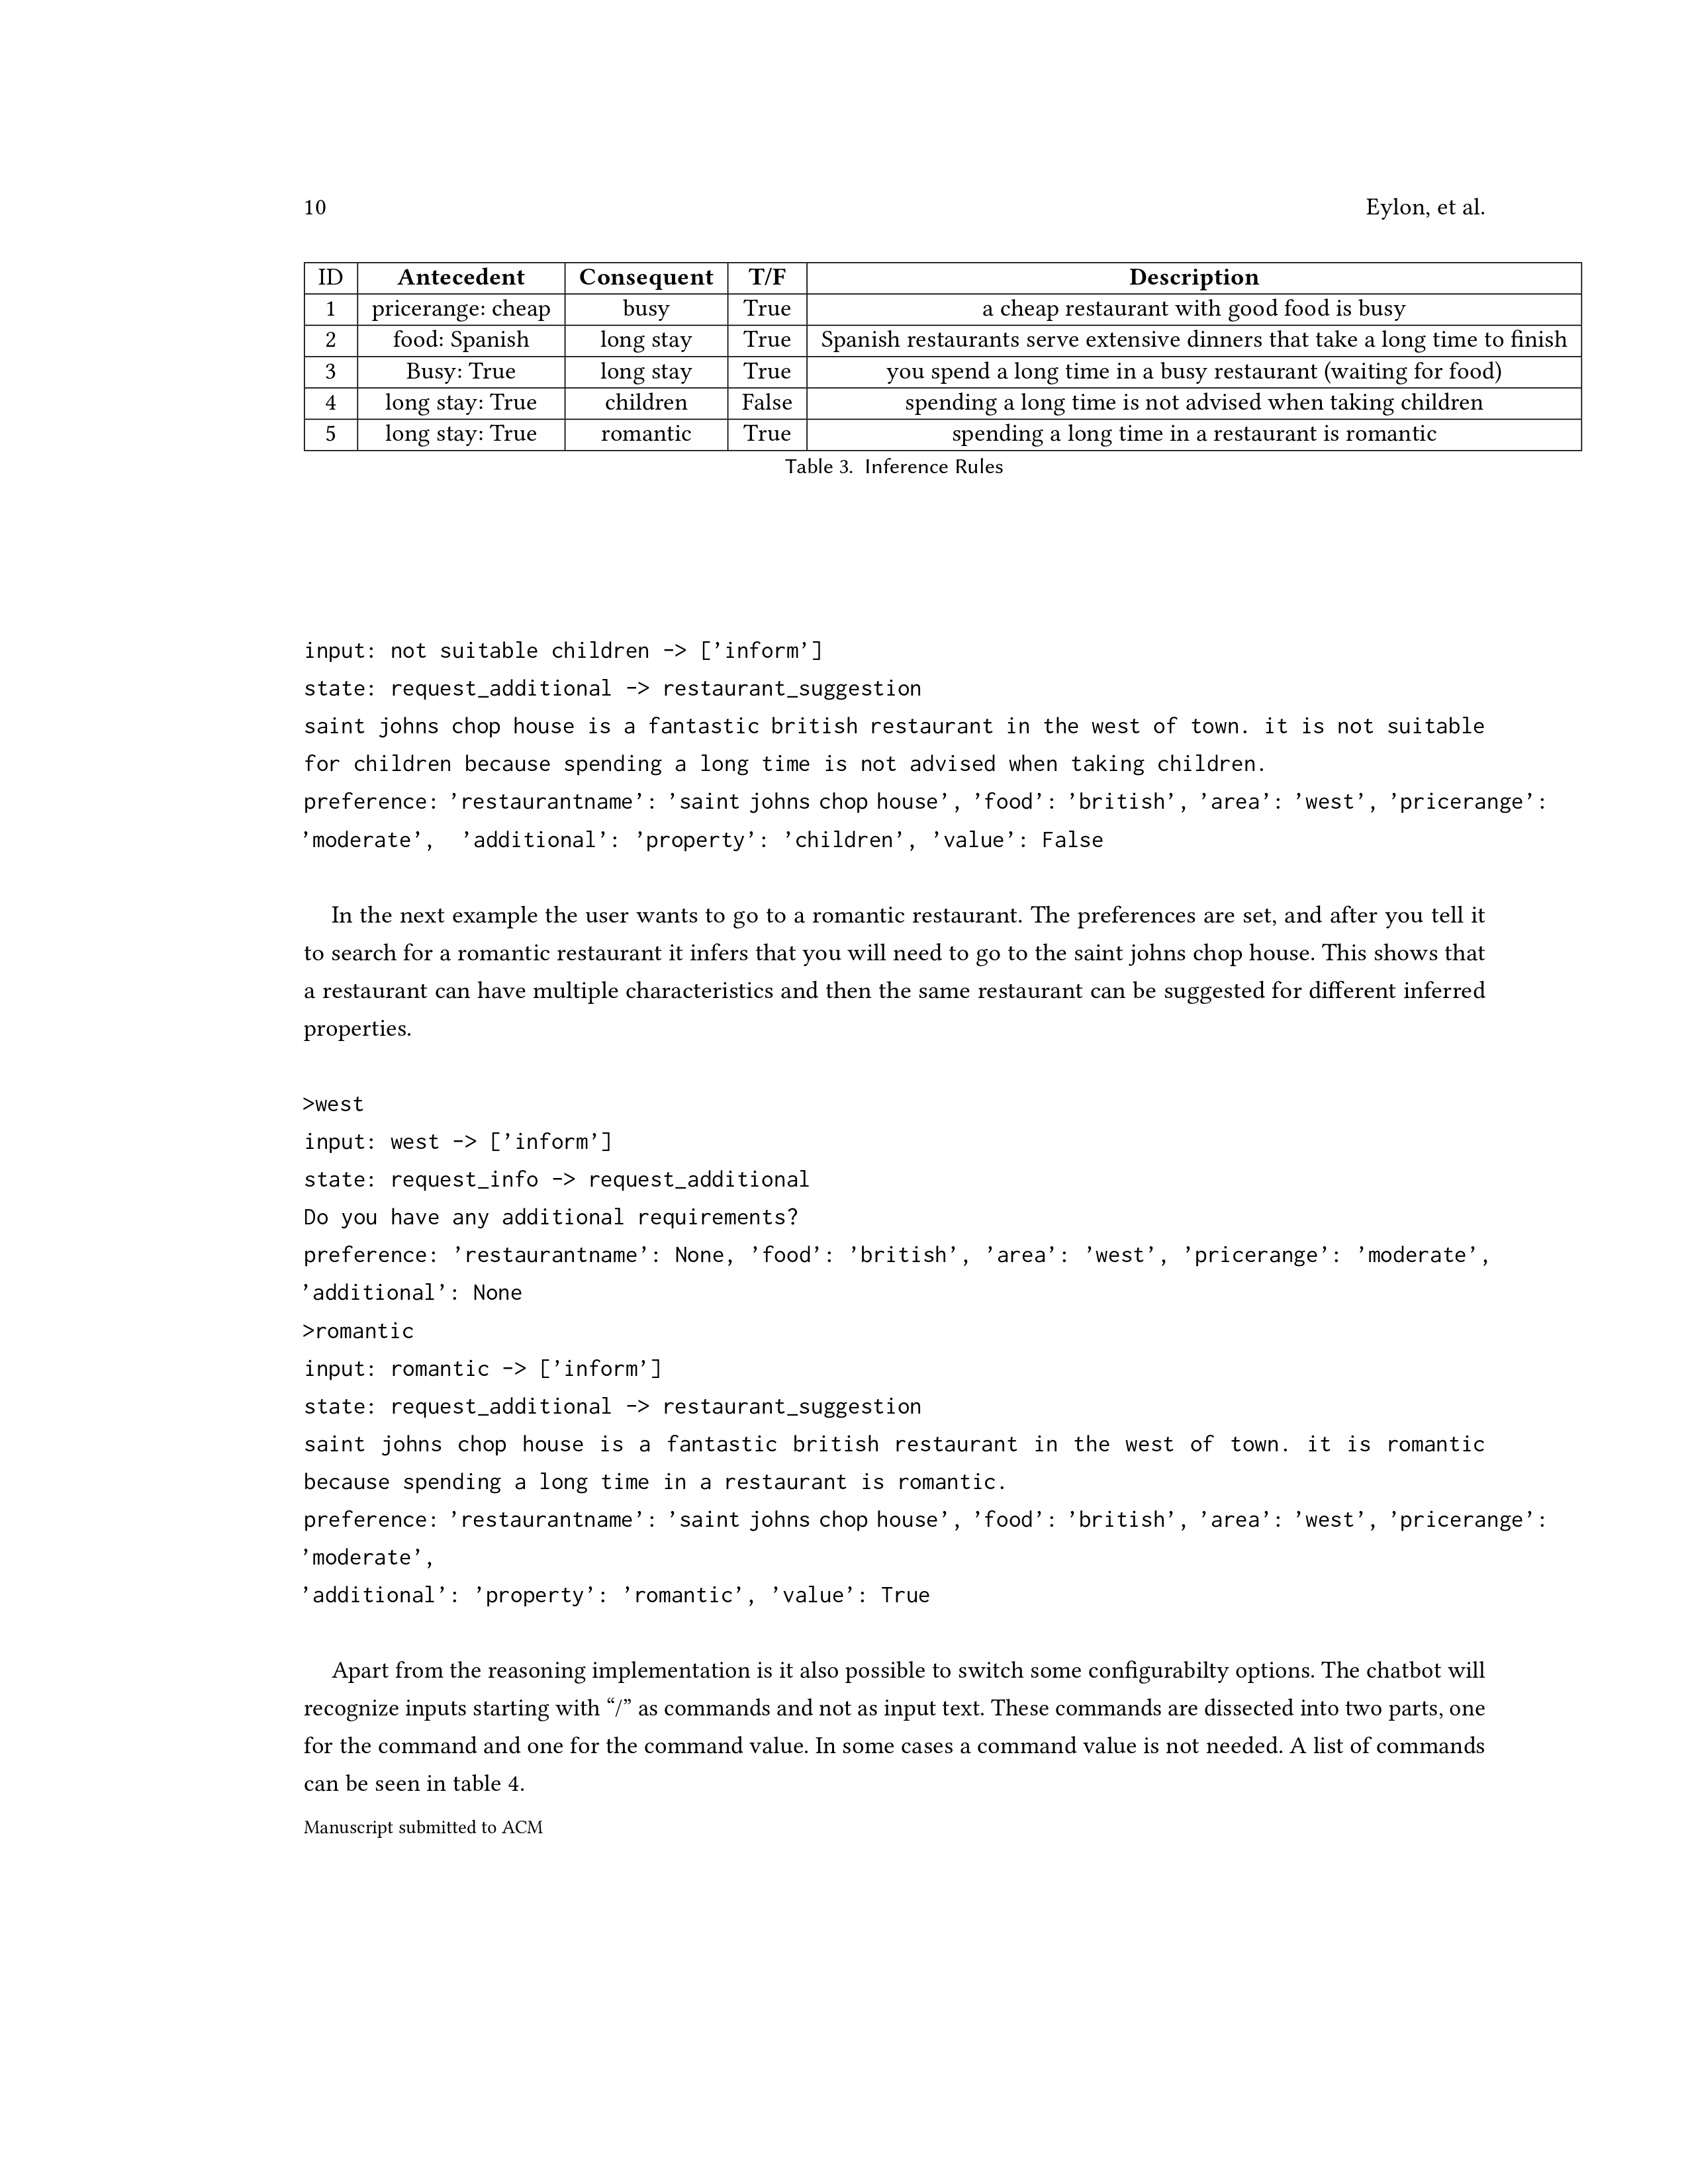 10 Eylon, et al.
ID Antecedent Consequent T/F Description
1 pricerange: cheap busy True a cheap restaurant with good food is busy
2 food: Spanish long stay True Spanish restaurants serve extensive dinners that take a long time to finish
3 Busy: True long stay True you spend a long time in a busy restaurant (waiting for food)
4 long stay: True children False spending a long time is not advised when taking children
5 long stay: True romantic True spending a long time in a restaurant is romantic
Table 3. Inference Rules
input: not suitable children -> [’inform’]
state: request_additional -> restaurant_suggestion
saint johns chop house is a fantastic british restaurant in the west of town. it is not suitable
for children because spending a long time is not advised when taking children.
preference: ’restaurantname’: ’saint johns chop house’, ’food’: ’british’, ’area’: ’west’, ’pricerange’:
’moderate’, ’additional’: ’property’: ’children’, ’value’: False
In the next example the user wants to go to a romantic restaurant. The preferences are set, and after you tell it
to search for a romantic restaurant it infers that you will need to go to the saint johns chop house. This shows that
a restaurant can have multiple characteristics and then the same restaurant can be suggested for different inferred
properties.
>west
input: west -> [’inform’]
state: request_info -> request_additional
Do you have any additional requirements?
preference: ’restaurantname’: None, ’food’: ’british’, ’area’: ’west’, ’pricerange’: ’moderate’,
’additional’: None
>romantic
input: romantic -> [’inform’]
state: request_additional -> restaurant_suggestion
saint johns chop house is a fantastic british restaurant in the west of town. it is romantic
because spending a long time in a restaurant is romantic.
preference: ’restaurantname’: ’saint johns chop house’, ’food’: ’british’, ’area’: ’west’, ’pricerange’:
’moderate’,
’additional’: ’property’: ’romantic’, ’value’: True
Apart from the reasoning implementation is it also possible to switch some configurabilty options. The chatbot will
recognize inputs starting with “/” as commands and not as input text. These commands are dissected into two parts, one
for the command and one for the command value. In some cases a command value is not needed. A list of commands
can be seen in table 4.
Manuscript submitted to ACM